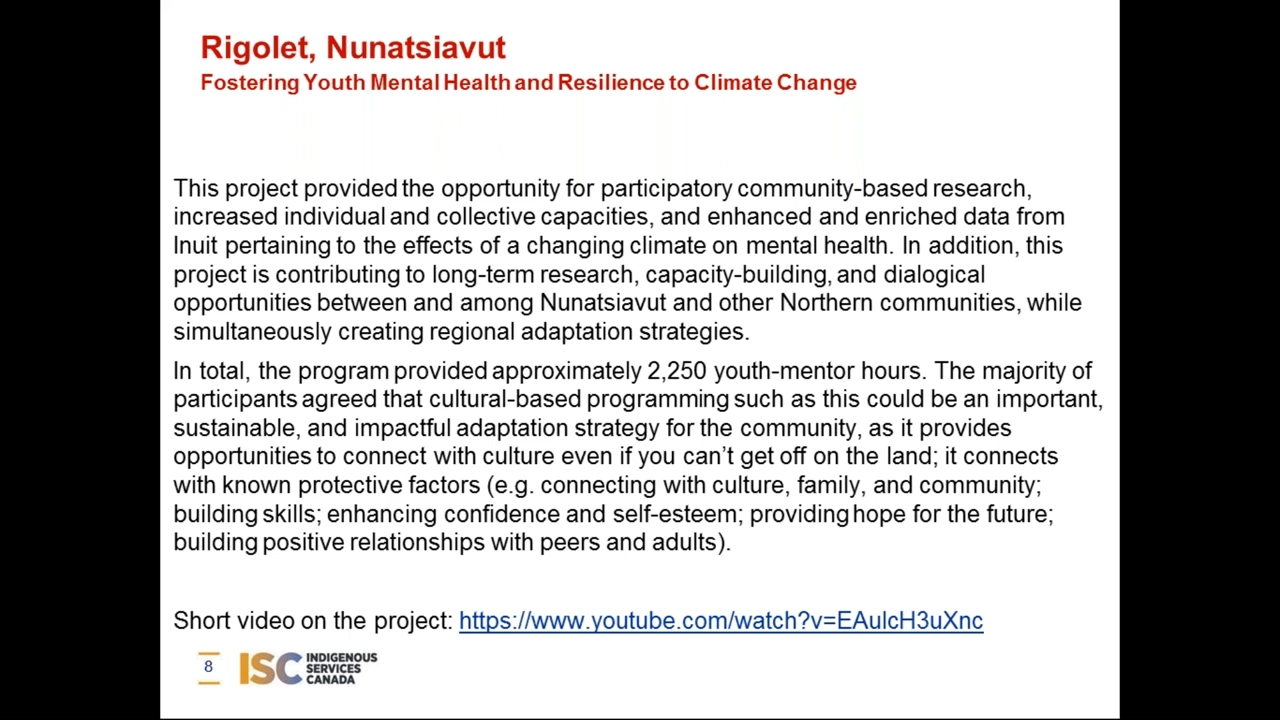 Rigolet, Nunatsiavut
Fostering Youth Mental Health and Resilience to Climate Change
This project provided the opportunity for participatory community-based research,
increased individual and collective capacities, and enhanced and enriched data from
Inuit pertaining to the effects of a changing climate on mental health. In addition, this
project is contributing to long-term research, capacity-building, and dialogical
opportunities between and among Nunatsiavut and other Northern communities, while
simultaneously creating regional adaptation strategies.
In total, the program provided approximately 2,250 youth-mentor hours. The majority of
participants agreed that cultural-based programming such as this could be an important,
sustainable, and impactful adaptation strategy for the community, as it provides
opportunities to connect with culture even if you can’t get off on the land; it connects
with known protective factors (e.g. connecting with culture, family, and community;
building skills; enhancing confidence and self-esteem; providing hope for the future;
building positive relationships with peers and adults).
Short video on the project: https://www.youtube.com/watch?v=EAulcH3uXnc
8
ISC INDIGENOUS
SERVICES
CANADA